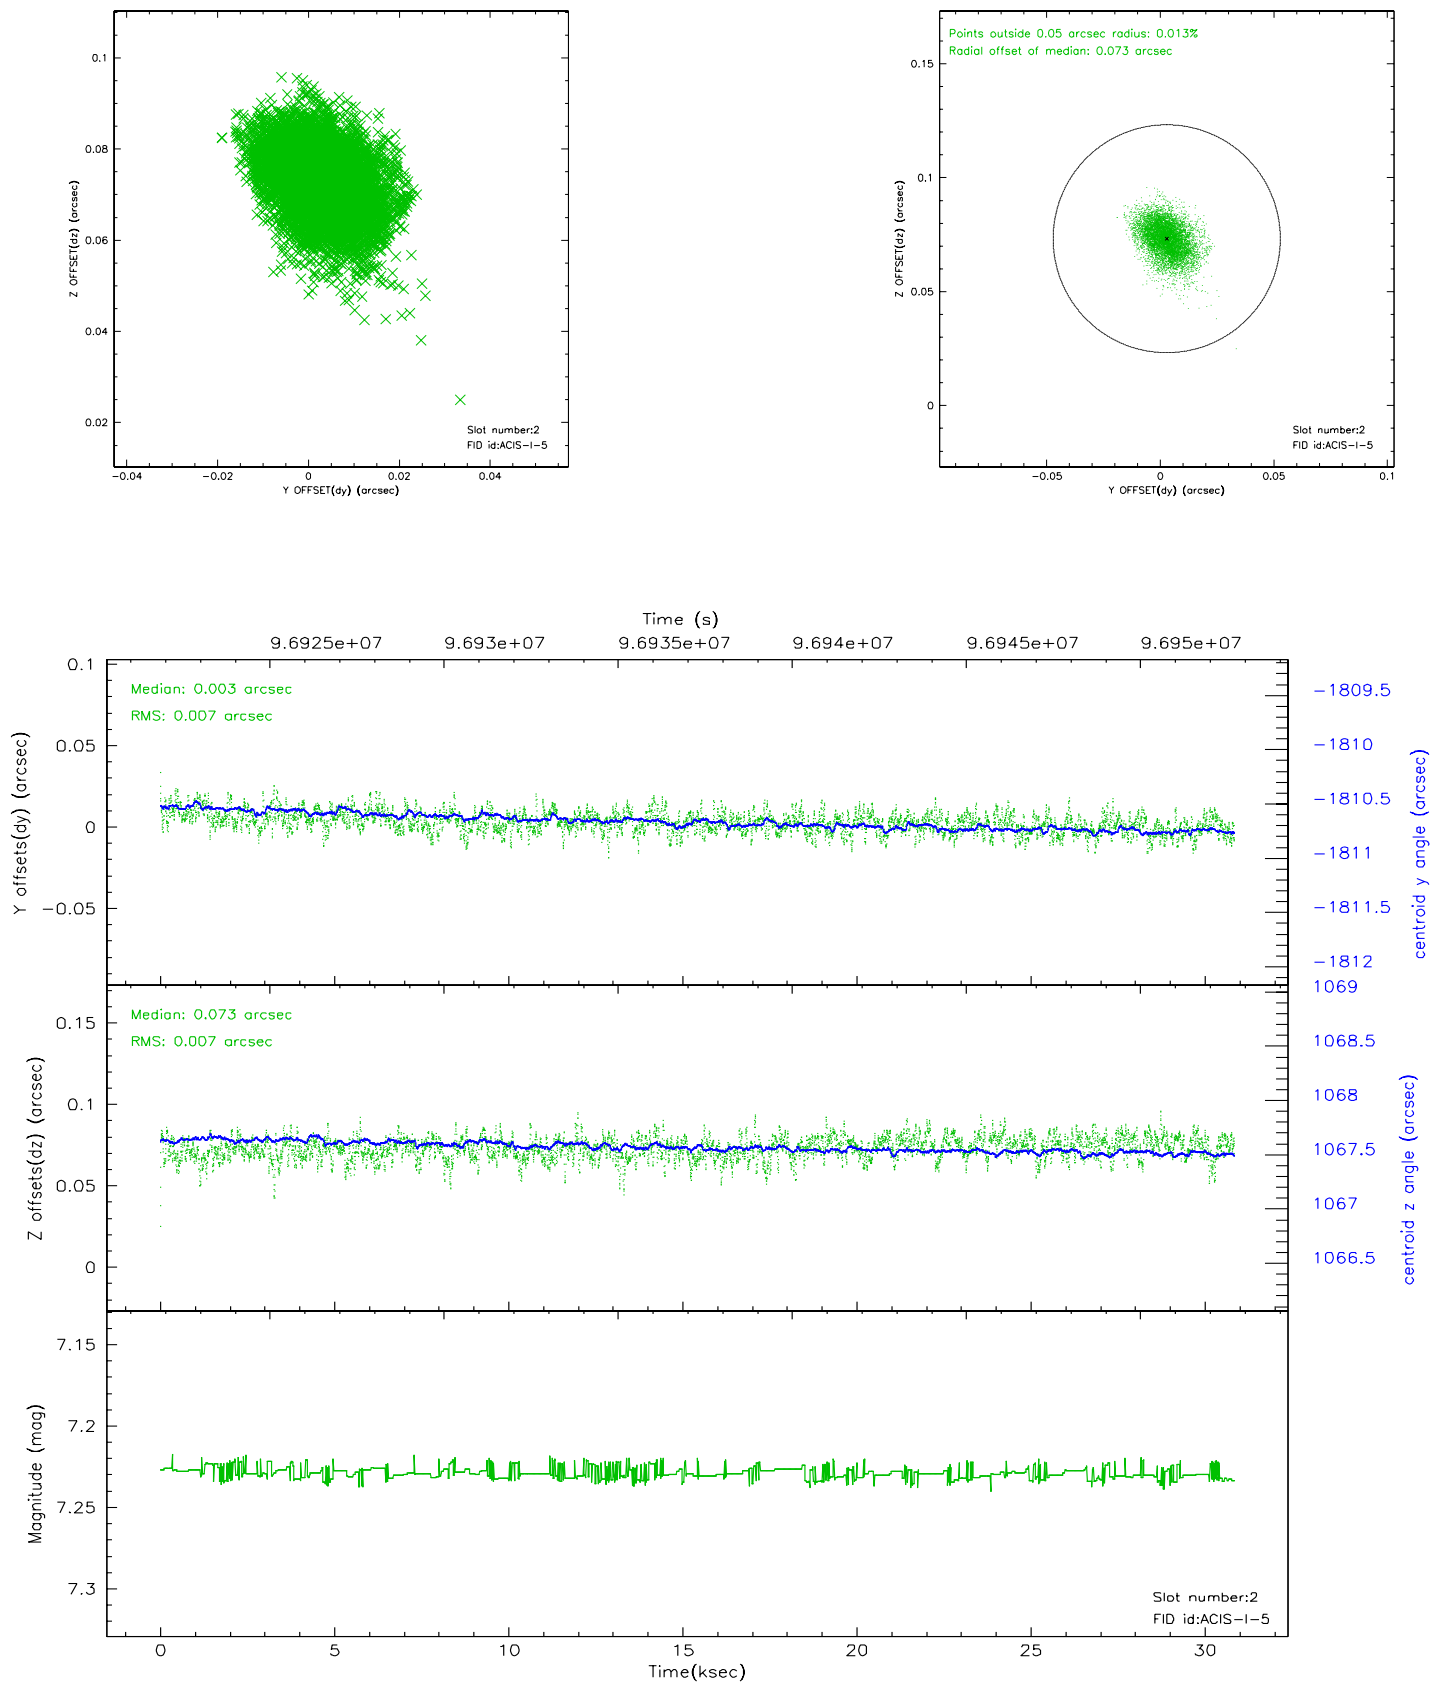 0.1
0.08
0.06
0.04
0.02
Z OFFSET(dz) (arcsec)
Slot number:2
FID id:ACIS-I-5
-0.04 -0.02 0 0.02 0.04
Y OFFSET(dy) (arcsec)
Points outside 0.05 arcsec radius: 0.013%
Radial offset of median: 0.073 arcsec
0.15
0.1
0.05
0
Z OFFSET(dz) (arcsec)
Slot number:2
FID id:ACIS-I-5
-0.05 0 0.05 0.1
Y OFFSET(dy) (arcsec)
Time (s)
9.6925e+07 9.693e+07 9.6935e+07 9.694e+07 9.6945e+07 9.695e+07
0.1
0.05
0
-0.05
Y offsets(dy) (arcsec)
Median: 0.003 arcsec
RMS: 0.007 arcsec
-1809.5
-1810
-1810.5
-1811
-1811.5
-1812
centroid y angle (arcsec)
0.15
0.1
0.05
0
Z offsets(dz) (arcsec)
Median: 0.073 arcsec
RMS: 0.007 arcsec
1069
1068.5
1068
1067.5
1067
1066.5
centroid z angle (arcsec)
7.15
7.2
7.25
7.3
Magnitude (mag)
Slot number:2
FID id:ACIS-I-5
0 5 10 15 20 25 30
Time(ksec)